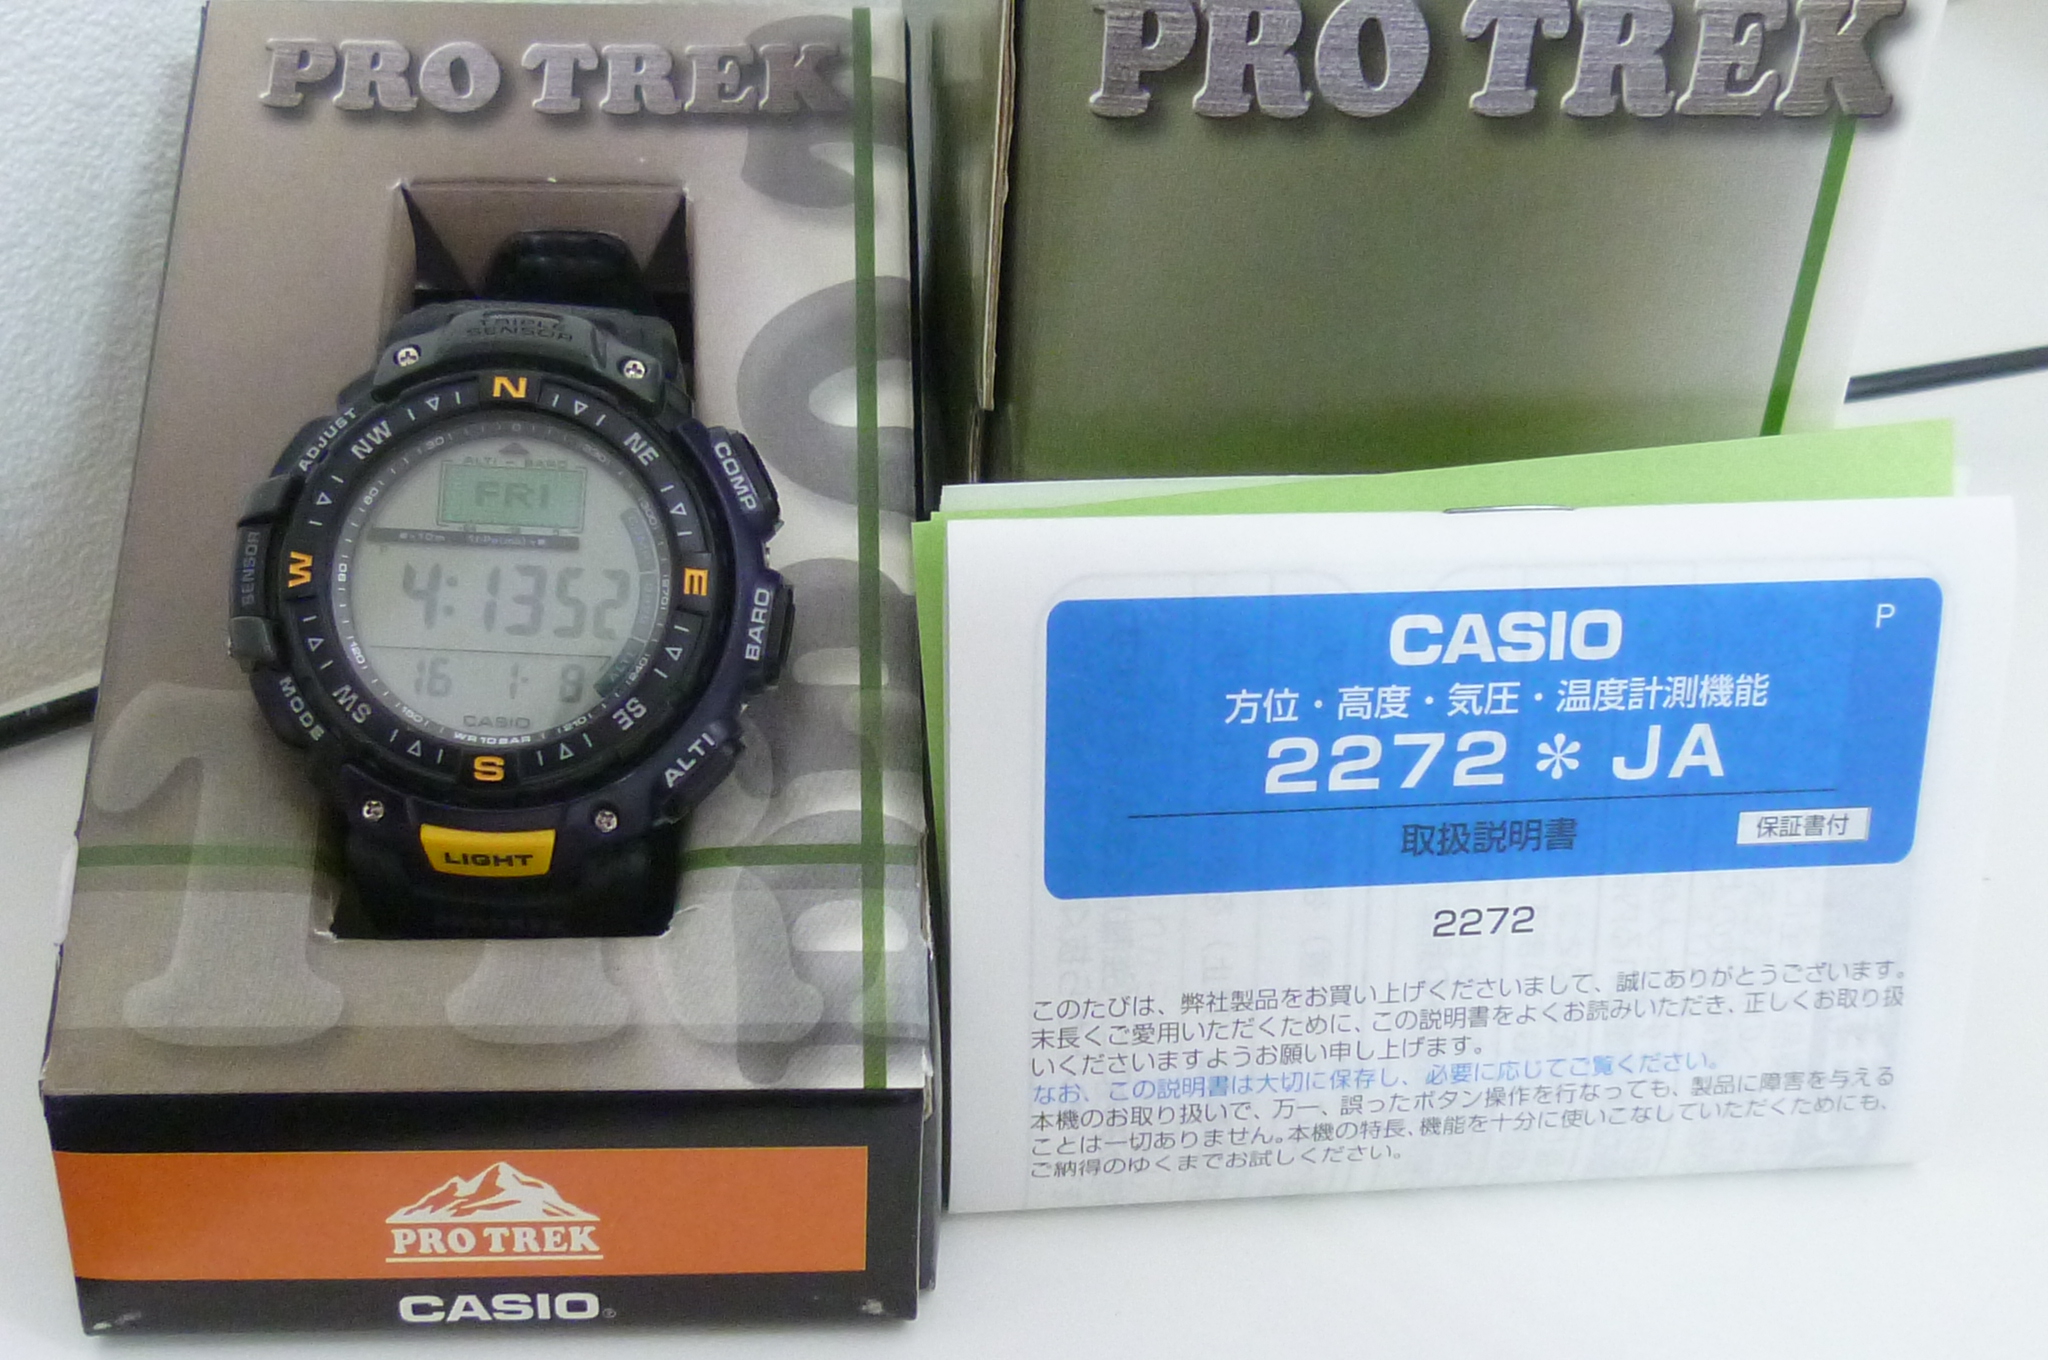 PRO TREK
TRIPLE
SENSOR
ADJUST
COMP
SENSOR
BARO
MODE
ALTI
N
NE
E
SE
S
SW
W
NW
ALTI - BARO
FRI
4:13 52
16 1-8
CASIO
WR10BAR
LIGHT
PRO TREK
CASIO
PRO TREK
P
CASIO
方位・高度・気圧・温度計測機能
2272＊JA
取扱説明書
保証書付
2272
このたびは、弊社製品をお買い上げくださいまして、誠にありがとうございます。
末長くご愛用いただくために、この説明書をよくお読みいただき、正しくお取り扱
いくださいますようお願い申し上げます。
なお、この説明書は大切に保存し、必要に応じてご覧ください。
本機のお取り扱いで、万一、誤ったボタン操作を行なっても、製品に障害を与える
ことは一切ありません。本機の特長、機能を十分に使いこなしていただくためにも、
ご納得のゆくまでお試しください。